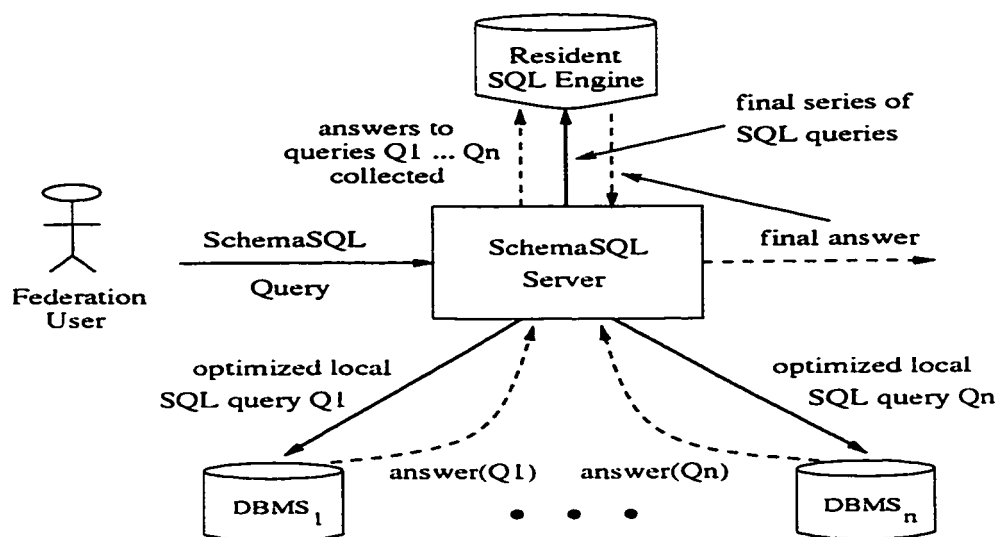 Resident
SQL Engine
final series of
SQL queries
answers to
queries Q1 ... Qn
collected
SchemaSQL
Query
SchemaSQL
Server
final answer
Federation
User
optimized local
SQL query Q1
optimized local
SQL query Qn
answer(Q1)
answer(Qn)
DBMS1
DBMSn